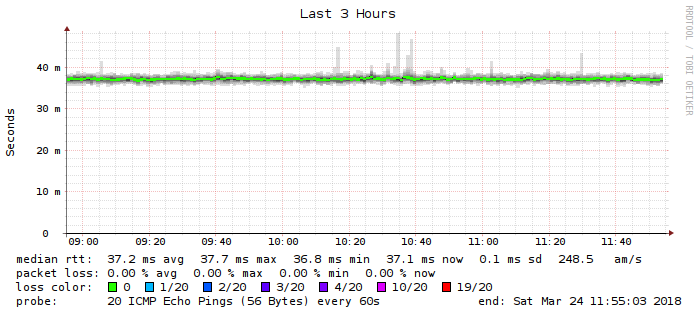 Last 3 Hours
RRDTOOL / TOBI OETIKER
Seconds
40 m
30 m
20 m
10 m
0
09:00 09:20 09:40 10:00 10:20 10:40 11:00 11:20 11:40
median rtt: 37.2 ms avg 37.7 ms max 36.8 ms min 37.1 ms now 0.1 ms sd 248.5 am/s
packet loss: 0.00 % avg 0.00 % max 0.00 % min 0.00 % now
loss color: 0 1/20 2/20 3/20 4/20 10/20 19/20
probe: 20 ICMP Echo Pings (56 Bytes) every 60s end: Sat Mar 24 11:55:03 2018